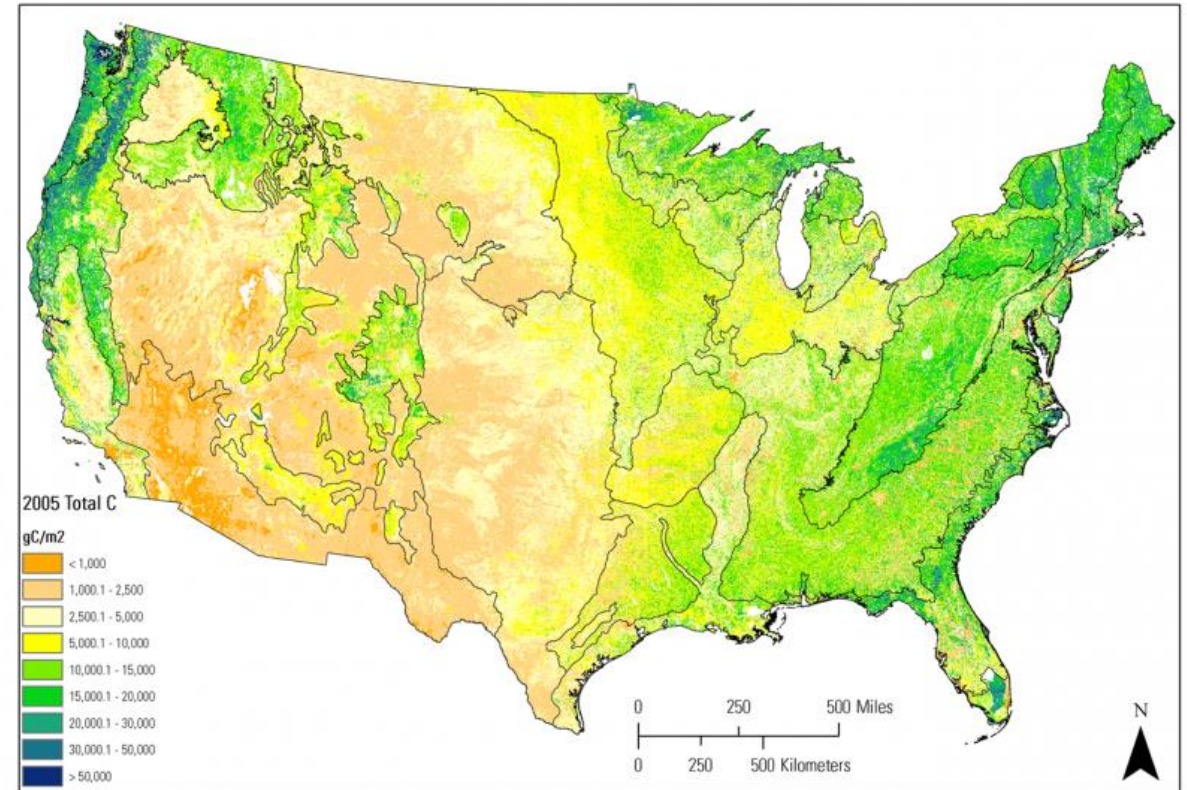 2005 Total C
gC/m2
< 1,000
1,000.1 - 2,500
2,500.1 - 5,000
5,000.1 - 10,000
10,000.1 - 15,000
15,000.1 - 20,000
20,000.1 - 30,000
30,000.1 - 50,000
> 50,000
0 250 500 Miles
0 250 500 Kilometers
N